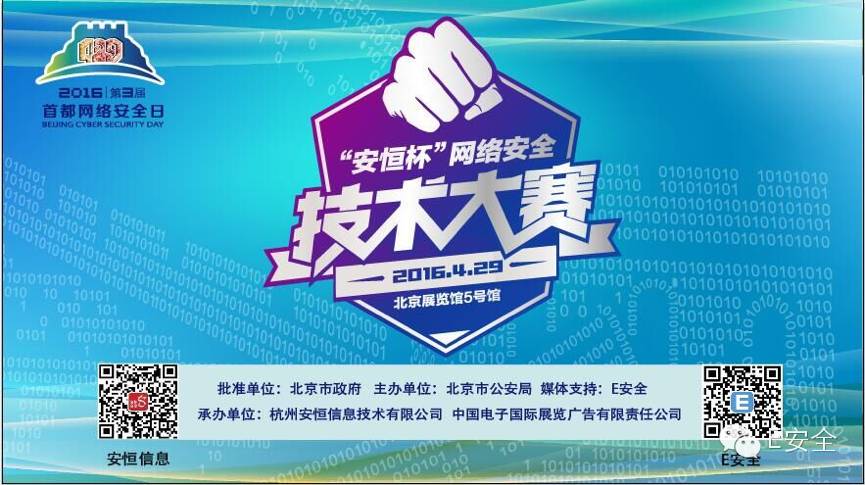 2016 第3届
首都网络安全日
BEIJING CYBER SECURITY DAY
“安恒杯”网络安全
技术大赛
2016.4.29
北京展览馆5号馆
批准单位：北京市政府 主办单位：北京市公安局 媒体支持：E安全
承办单位：杭州安恒信息技术有限公司 中国电子国际展览广告有限责任公司
安恒信息
E安全
E安全